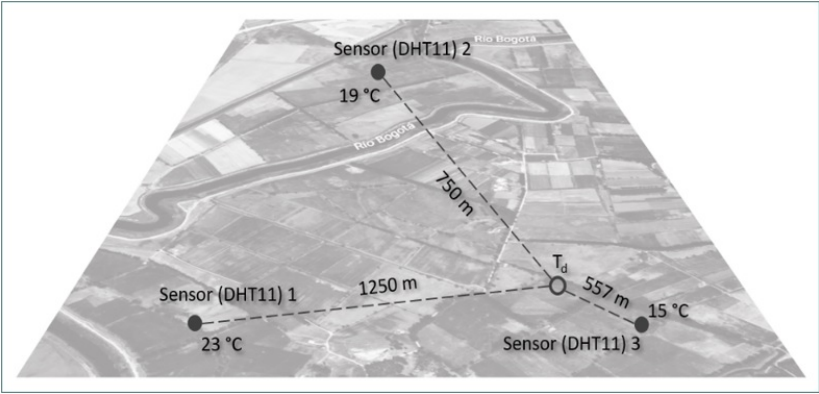 Rio Bogotá
Sensor (DHT11) 2
19 °C
Rio Bogotá
750 m
T_d
Sensor (DHT11) 1
1250 m
557 m
15 °C
23 °C
Sensor (DHT11) 3